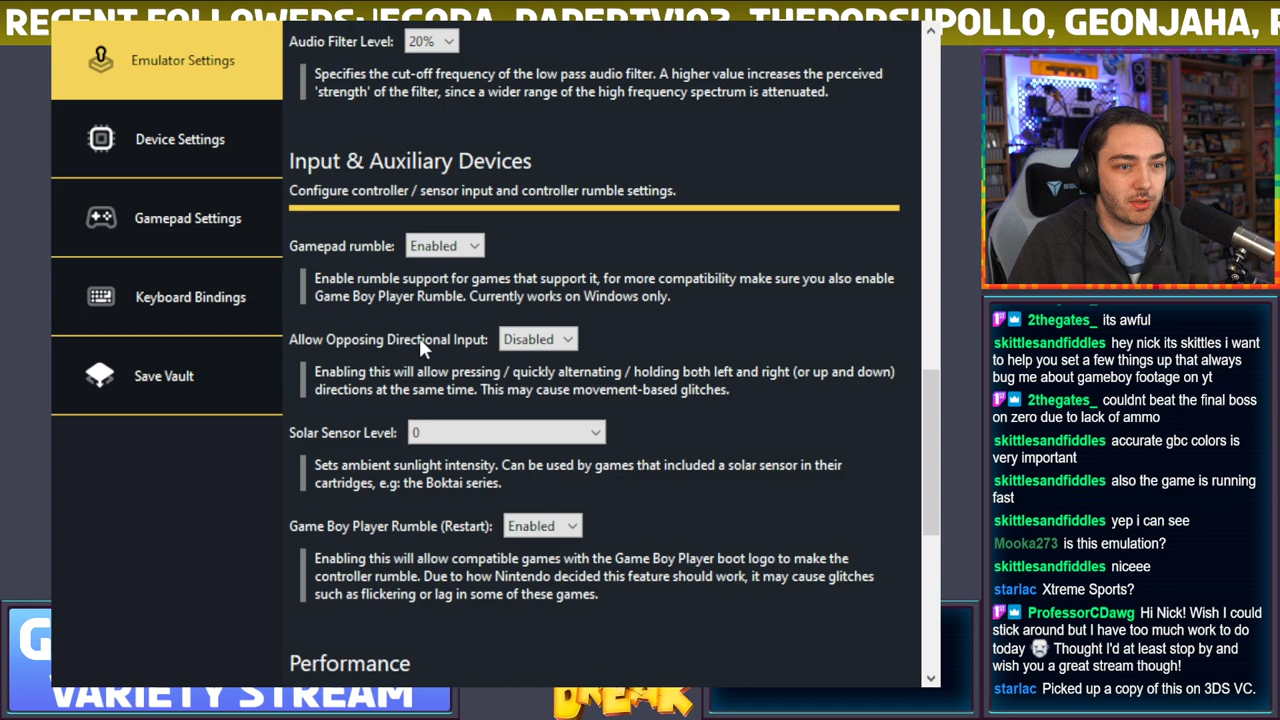 RECENT FOLLOWERS: JEGORA, PAPERTV103, THEPOPSUPOLLO, GEONJAHA,
Emulator Settings
Device Settings
Gamepad Settings
Keyboard Bindings
Save Vault
Audio Filter Level: 20%
Specifies the cut-off frequency of the low pass audio filter. A higher value increases the perceived
'strength' of the filter, since a wider range of the high frequency spectrum is attenuated.
Input & Auxiliary Devices
Configure controller / sensor input and controller rumble settings.
Gamepad rumble: Enabled
Enable rumble support for games that support it, for more compatibility make sure you also enable
Game Boy Player Rumble. Currently works on Windows only.
Allow Opposing Directional Input: Disabled
Enabling this will allow pressing / quickly alternating / holding both left and right (or up and down)
directions at the same time. This may cause movement-based glitches.
Solar Sensor Level: 0
Sets ambient sunlight intensity. Can be used by games that included a solar sensor in their
cartridges, e.g: the Boktai series.
Game Boy Player Rumble (Restart): Enabled
Enabling this will allow compatible games with the Game Boy Player boot logo to make the
controller rumble. Due to how Nintendo decided this feature should work, it may cause glitches
such as flickering or lag in some of these games.
Performance
VARIETY STREAM
BREAK
2thegates_ its awful
skittlesandfiddles hey nick its skittles i want
to help you set a few things up that always
bug me about gameboy footage on yt
2thegates_ couldnt beat the final boss
on zero due to lack of ammo
skittlesandfiddles accurate gbc colors is
very important
skittlesandfiddles also the game is running
fast
skittlesandfiddles yep i can see
Mooka273 is this emulation?
skittlesandfiddles niceee
starlac Xtreme Sports?
ProfessorCDawg Hi Nick! Wish I could
stick around but I have too much work to do
today Thought I'd at least stop by and
wish you a great stream though!
starlac Picked up a copy of this on 3DS VC.